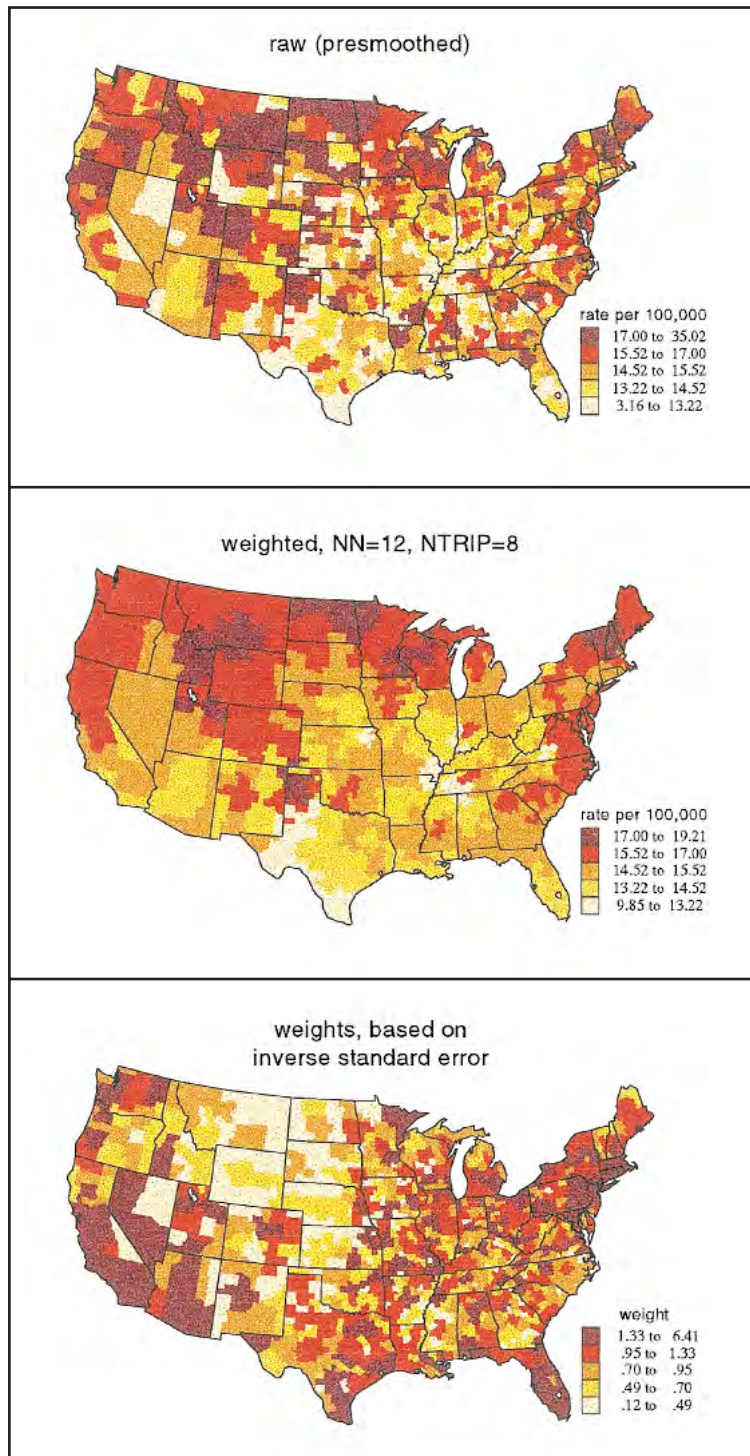 raw (presmoothed)
rate per 100,000
17.00 to 35.02
15.52 to 17.00
14.52 to 15.52
13.22 to 14.52
3.16 to 13.22
weighted, NN=12, NTRIP=8
rate per 100,000
17.00 to 19.21
15.52 to 17.00
14.52 to 15.52
13.22 to 14.52
9.85 to 13.22
weights, based on
inverse standard error
weight
1.33 to 6.41
.95 to 1.33
.70 to .95
.49 to .70
.12 to .49